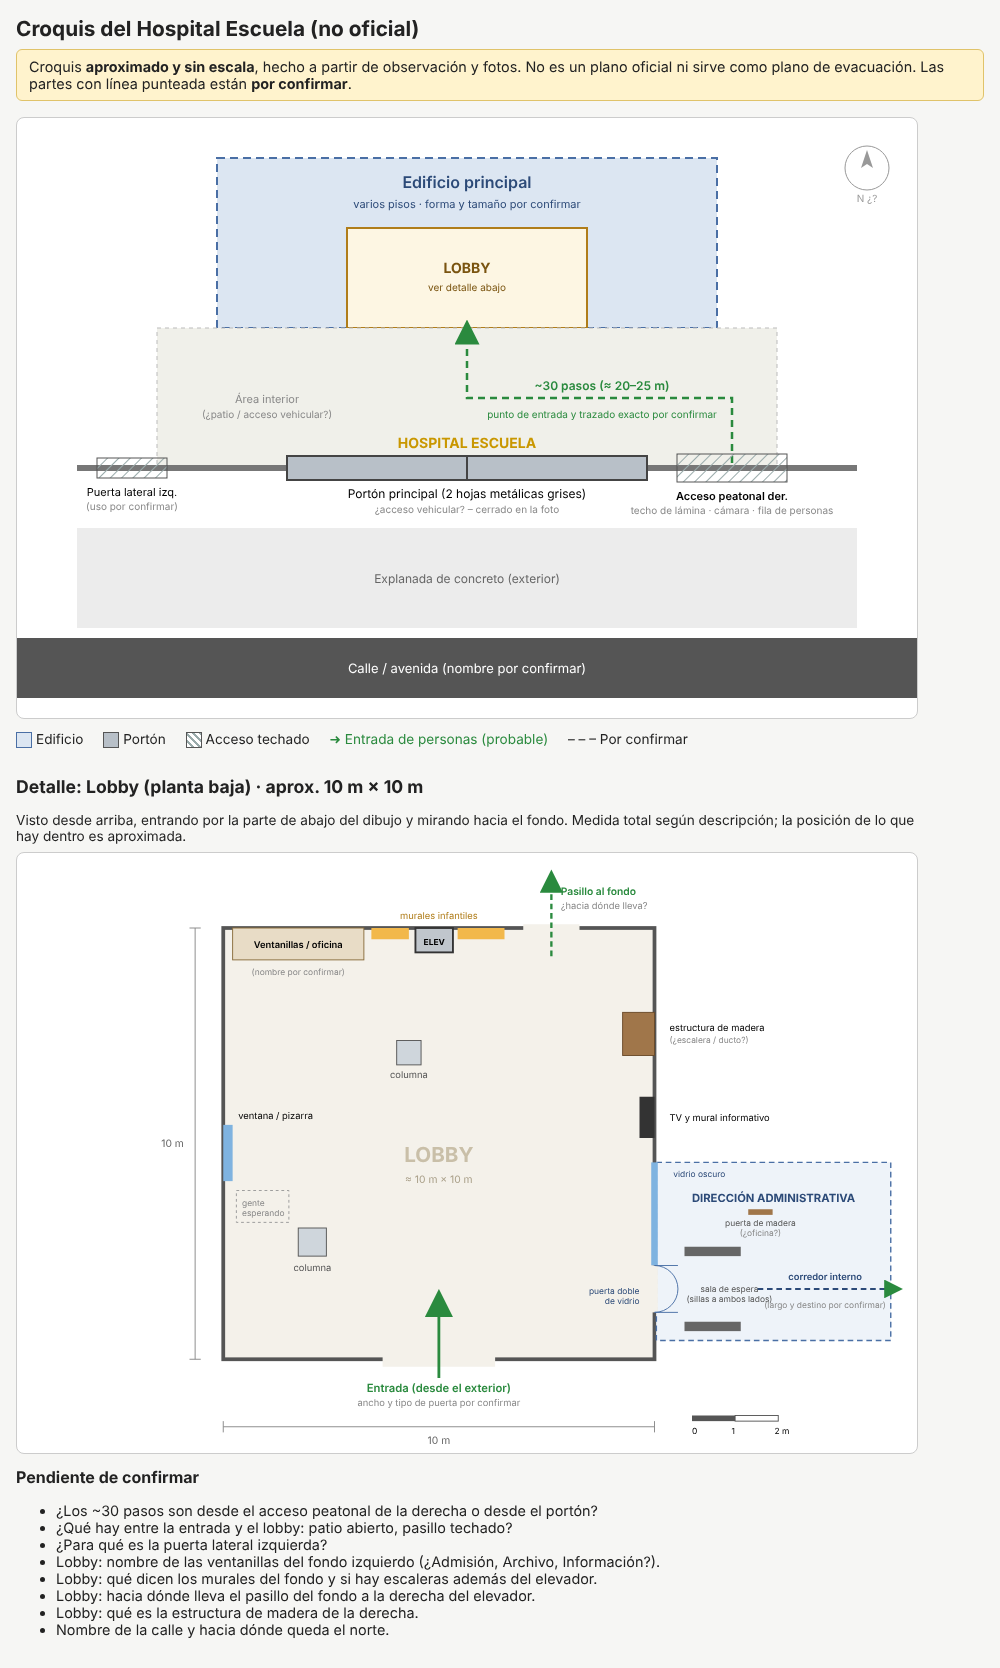 Croquis del Hospital Escuela (no oficial)
Croquis aproximado y sin escala, hecho a partir de observación y fotos. No es un plano oficial ni sirve como plano de evacuación. Las
partes con línea punteada están por confirmar.
Edificio principal
varios pisos · forma y tamaño por confirmar
N ¿?
LOBBY
ver detalle abajo
~30 pasos (≈ 20–25 m)
punto de entrada y trazado exacto por confirmar
Área interior
(¿patio / acceso vehicular?)
HOSPITAL ESCUELA
Puerta lateral izq.
(uso por confirmar)
Portón principal (2 hojas metálicas grises)
¿acceso vehicular? – cerrado en la foto
Acceso peatonal der.
techo de lámina · cámara · fila de personas
Explanada de concreto (exterior)
Calle / avenida (nombre por confirmar)
Edificio
Portón
Acceso techado
➜ Entrada de personas (probable)
– – – Por confirmar
Detalle: Lobby (planta baja) · aprox. 10 m × 10 m
Visto desde arriba, entrando por la parte de abajo del dibujo y mirando hacia el fondo. Medida total según descripción; la posición de lo que
hay dentro es aproximada.
Pasillo al fondo
¿hacia dónde lleva?
murales infantiles
Ventanillas / oficina
ELEV
(nombre por confirmar)
estructura de madera
(¿escalera / ducto?)
columna
ventana / pizarra
TV y mural informativo
10 m
LOBBY
≈ 10 m × 10 m
vidrio oscuro
DIRECCIÓN ADMINISTRATIVA
puerta de madera
(¿oficina?)
gente
esperando
columna
corredor interno
puerta doble
de vidrio
sala de espera
(sillas a ambos lados)
(largo y destino por confirmar)
Entrada (desde el exterior)
ancho y tipo de puerta por confirmar
0 1 2 m
10 m
Pendiente de confirmar
• ¿Los ~30 pasos son desde el acceso peatonal de la derecha o desde el portón?
• ¿Qué hay entre la entrada y el lobby: patio abierto, pasillo techado?
• ¿Para qué es la puerta lateral izquierda?
• Lobby: nombre de las ventanillas del fondo izquierdo (¿Admisión, Archivo, Información?).
• Lobby: qué dicen los murales del fondo y si hay escaleras además del elevador.
• Lobby: hacia dónde lleva el pasillo del fondo a la derecha del elevador.
• Lobby: qué es la estructura de madera de la derecha.
• Nombre de la calle y hacia dónde queda el norte.